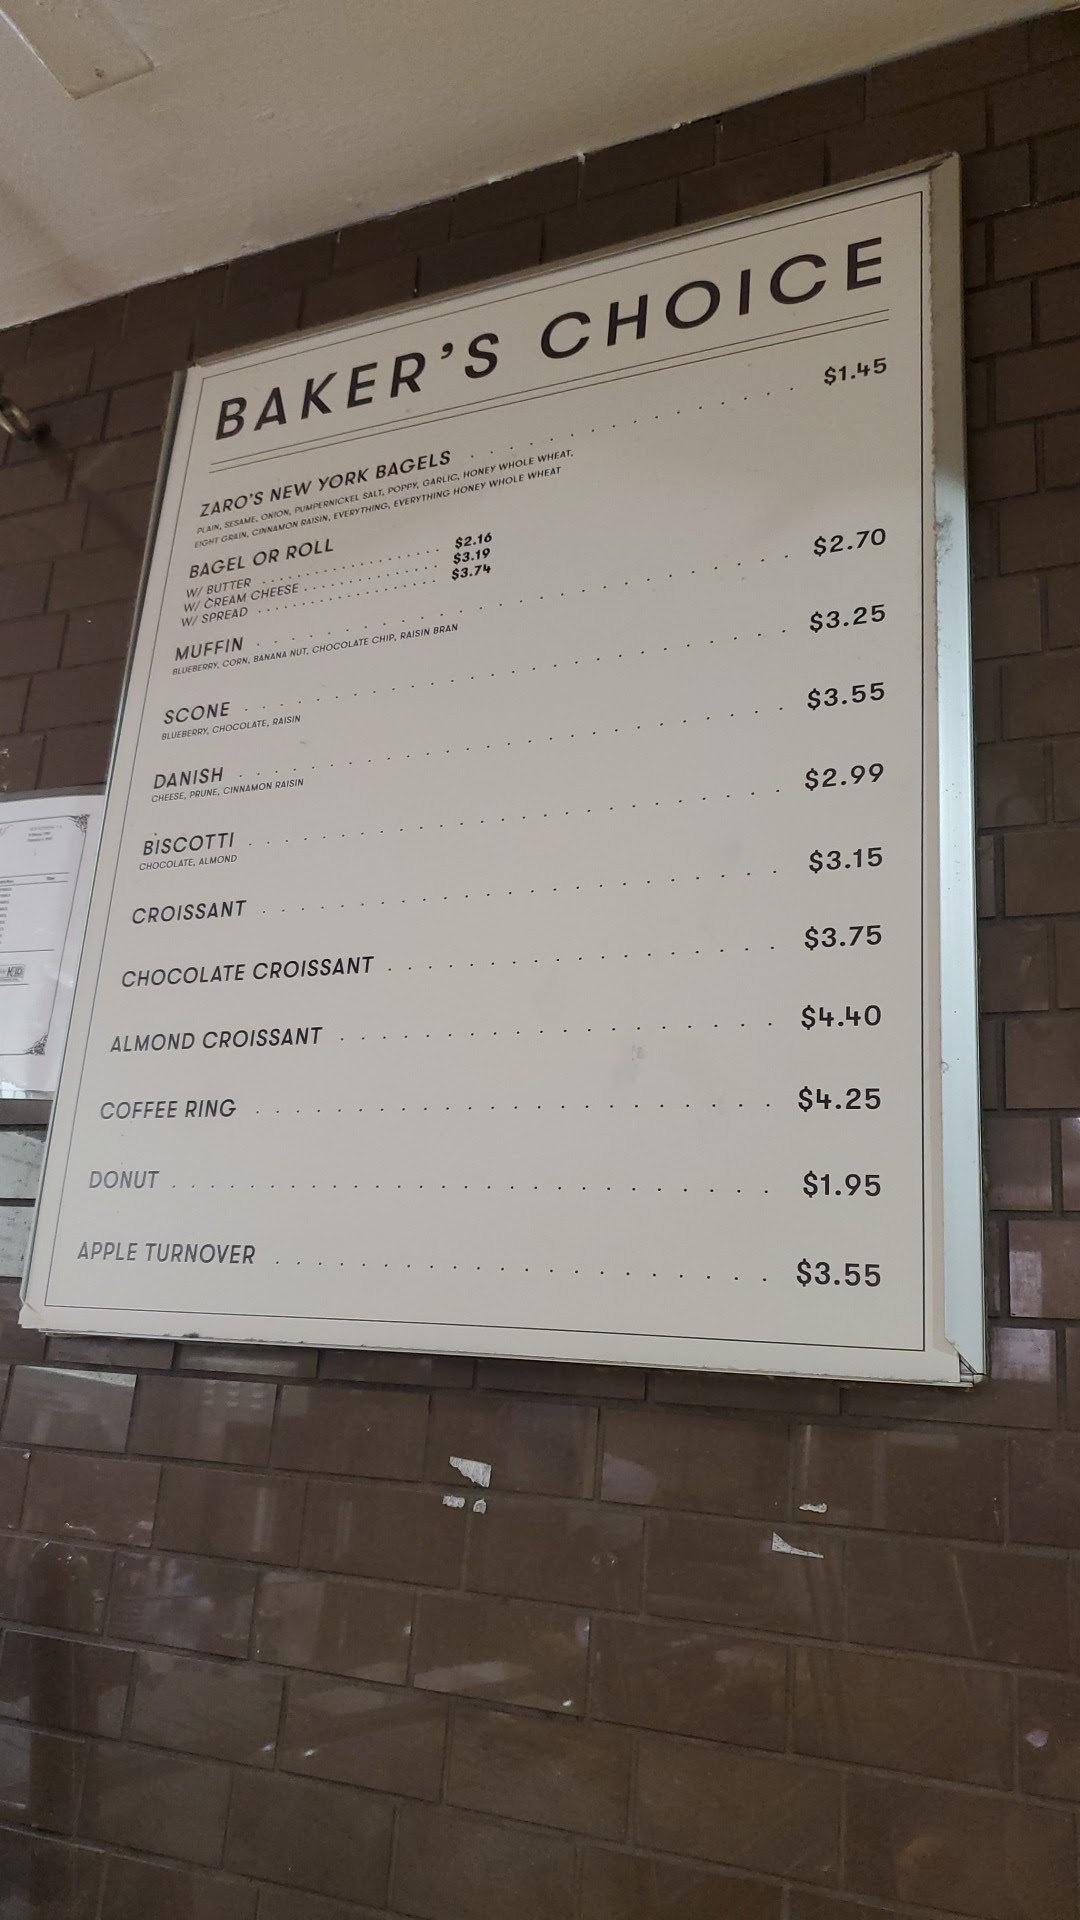 BAKER'S CHOICE
ZARO'S NEW YORK BAGELS . . . . . . . . . . . . . . . $1.45
PLAIN, SESAME, ONION, PUMPERNICKEL SALT, POPPY, GARLIC, HONEY WHOLE WHEAT,
EIGHT GRAIN, CINNAMON RAISIN, EVERYTHING, EVERYTHING HONEY WHOLE WHEAT
BAGEL OR ROLL
W/ BUTTER . . . . . . . . . . . . . . . $2.16
W/ CREAM CHEESE . . . . . . . . . . . . . . . $3.19
W/ SPREAD . . . . . . . . . . . . . . . $3.74
MUFFIN . . . . . . . . . . . . . . . $2.70
BLUEBERRY, CORN, BANANA NUT, CHOCOLATE CHIP, RAISIN BRAN
SCONE . . . . . . . . . . . . . . . $3.25
BLUEBERRY, CHOCOLATE, RAISIN
DANISH . . . . . . . . . . . . . . . $3.55
CHEESE, PRUNE, CINNAMON RAISIN
BISCOTTI . . . . . . . . . . . . . . . $2.99
CHOCOLATE, ALMOND
CROISSANT . . . . . . . . . . . . . . . $3.15
CHOCOLATE CROISSANT . . . . . . . . . . . . . . . $3.75
ALMOND CROISSANT . . . . . . . . . . . . . . . $4.40
COFFEE RING . . . . . . . . . . . . . . . $4.25
DONUT . . . . . . . . . . . . . . . $1.95
APPLE TURNOVER . . . . . . . . . . . . . . . $3.55